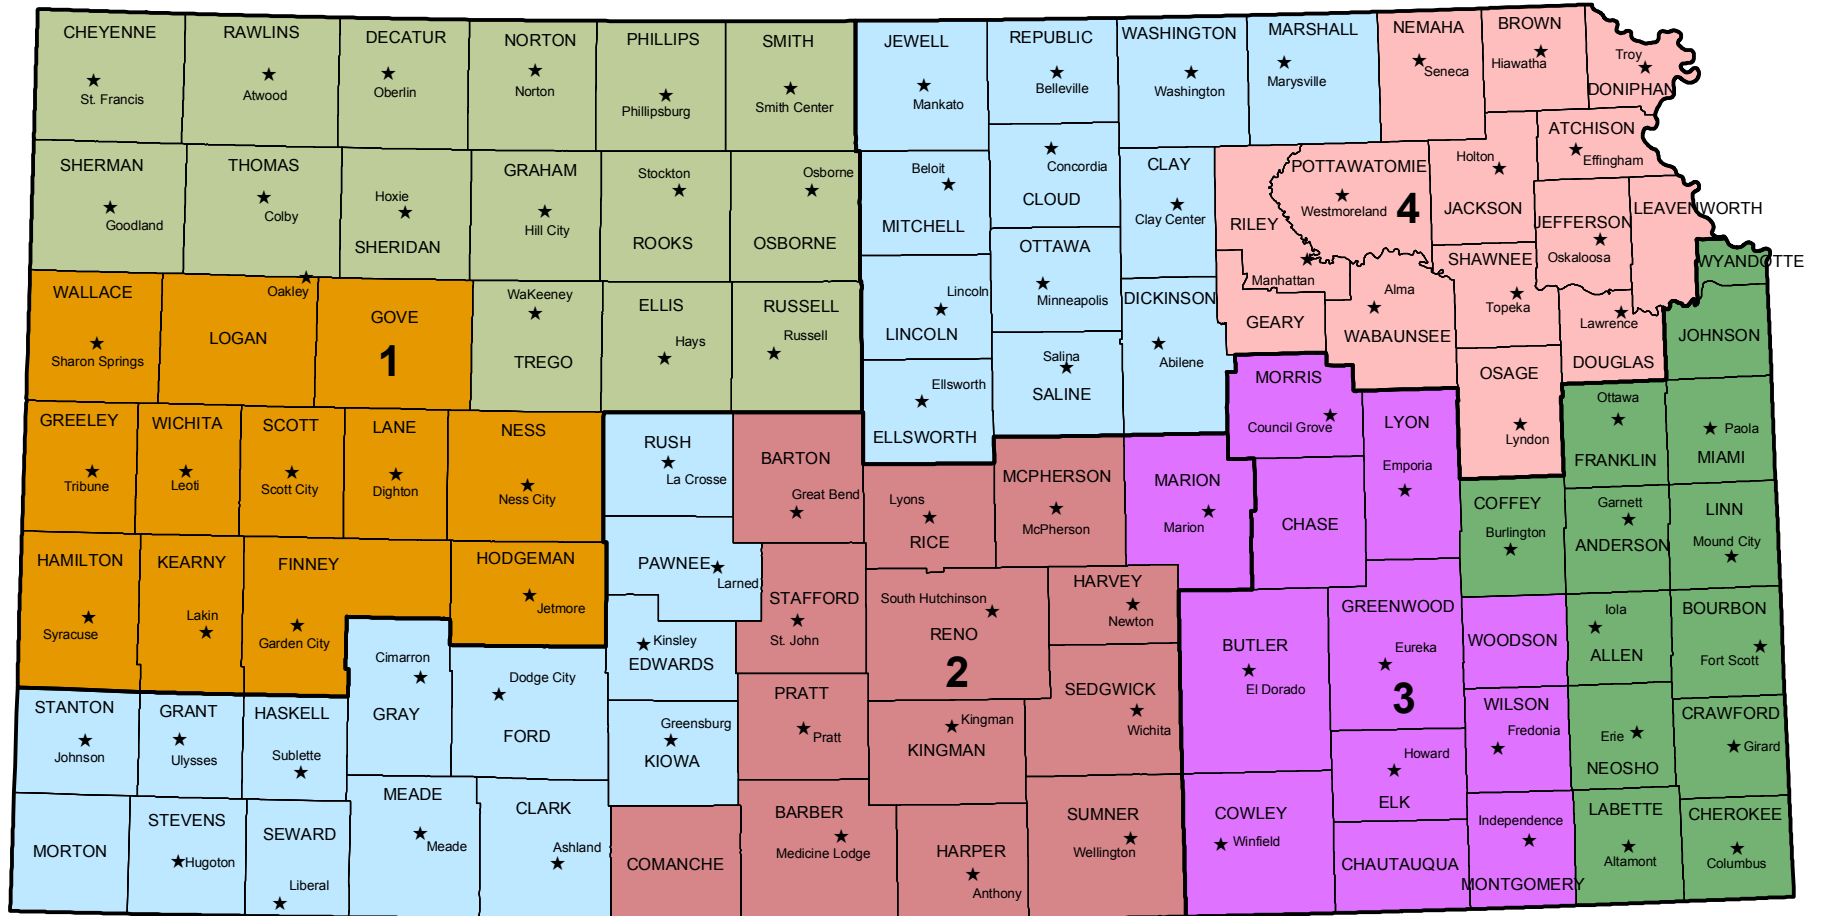 CHEYENNE
St. Francis
RAWLINS
Atwood
DECATUR
Oberlin
NORTON
Norton
PHILLIPS
Phillipsburg
SMITH
Smith Center
JEWELL
Mankato
REPUBLIC
Belleville
WASHINGTON
Washington
MARSHALL
Marysville
NEMAHA
Seneca
BROWN
Hiawatha
Troy
DONIPHAN
SHERMAN
Goodland
THOMAS
Colby
Hoxie
SHERIDAN
GRAHAM
Hill City
Stockton
ROOKS
Osborne
OSBORNE
Beloit
MITCHELL
Concordia
CLOUD
CLAY
Clay Center
RILEY
Manhattan
POTTAWATOMIE
Westmoreland
4
Holton
JACKSON
ATCHISON
Effingham
JEFFERSON
Oskaloosa
LEAVENWORTH
WYANDOTTE
WALLACE
Sharon Springs
Oakley
LOGAN
GOVE
1
WaKeeney
TREGO
ELLIS
Hays
RUSSELL
Russell
Lincoln
LINCOLN
OTTAWA
Minneapolis
DICKINSON
Abilene
GEARY
Alma
WABAUNSEE
SHAWNEE
Topeka
Lawrence
DOUGLAS
JOHNSON
Ellsworth
ELLSWORTH
Salina
SALINE
MORRIS
Council Grove
LYON
Emporia
OSAGE
Lyndon
Ottawa
FRANKLIN
Paola
MIAMI
GREELEY
Tribune
WICHITA
Leoti
SCOTT
Scott City
LANE
Dighton
NESS
Ness City
RUSH
La Crosse
BARTON
Great Bend
Lyons
RICE
MCPHERSON
McPherson
MARION
Marion
CHASE
COFFEY
Burlington
Garnett
ANDERSON
LINN
Mound City
HAMILTON
Syracuse
KEARNY
Lakin
FINNEY
Garden City
HODGEMAN
Jetmore
PAWNEE
Larned
STAFFORD
St. John
South Hutchinson
RENO
2
HARVEY
Newton
BUTLER
El Dorado
GREENWOOD
Eureka
3
WOODSON
Iola
ALLEN
BOURBON
Fort Scott
Cimarron
GRAY
Dodge City
FORD
Kinsley
EDWARDS
PRATT
Pratt
SEDGWICK
Wichita
STANTON
Johnson
GRANT
Ulysses
HASKELL
Sublette
Greensburg
KIOWA
Kingman
KINGMAN
WILSON
Fredonia
Erie
NEOSHO
CRAWFORD
Girard
Howard
ELK
MORTON
STEVENS
Hugoton
SEWARD
Liberal
MEADE
Meade
CLARK
Ashland
COMANCHE
BARBER
Medicine Lodge
HARPER
Anthony
SUMNER
Wellington
COWLEY
Winfield
CHAUTAUQUA
Independence
MONTGOMERY
LABETTE
Altamont
CHEROKEE
Columbus